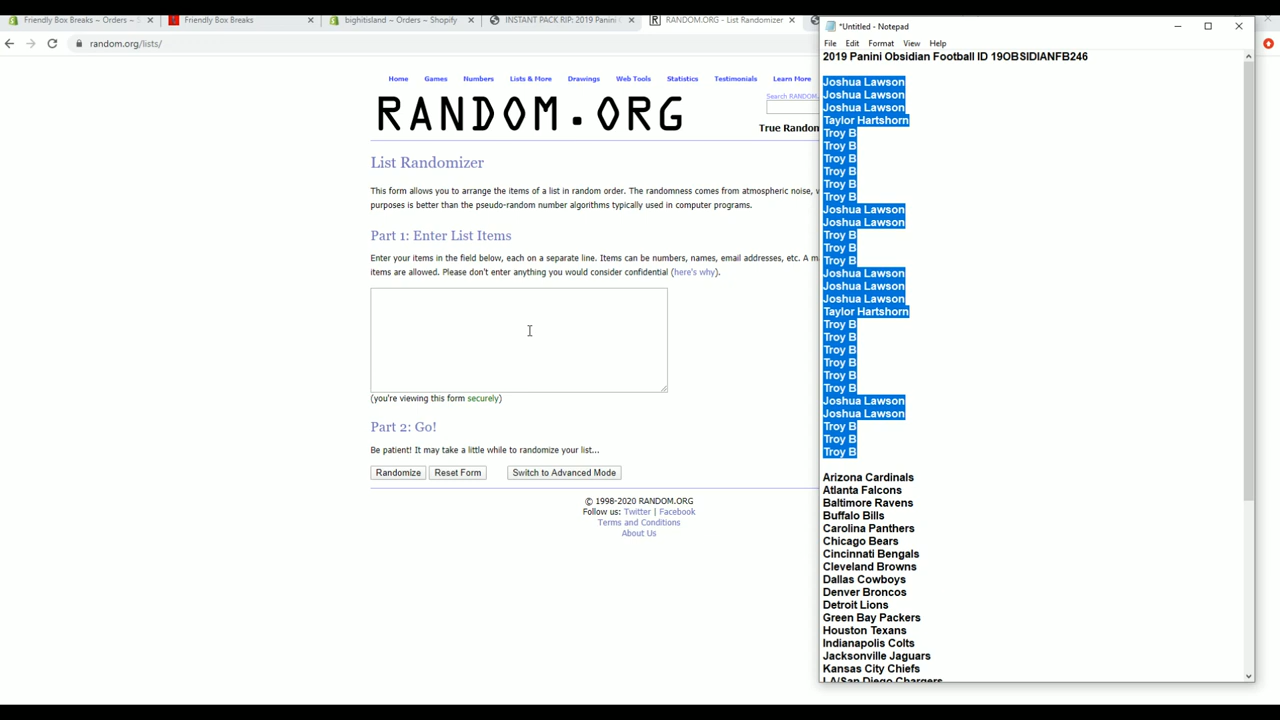 Friendly Box Breaks ~ Orders ~ S
Friendly Box Breaks
bighitisland ~ Orders ~ Shopify
INSTANT PACK RIP: 2019 Panini
RANDOM.ORG - List Randomizer
random.org/lists/
Home Games Numbers Lists & More Drawings Web Tools Statistics Testimonials Learn More
Search RANDOM.
RANDOM.ORG
True Random
List Randomizer
This form allows you to arrange the items of a list in random order. The randomness comes from atmospheric noise,
purposes is better than the pseudo-random number algorithms typically used in computer programs.
Part 1: Enter List Items
Enter your items in the field below, each on a separate line. Items can be numbers, names, email addresses, etc. A
items are allowed. Please don't enter anything you would consider confidential (here's why).
(you're viewing this form securely)
Part 2: Go!
Be patient! It may take a little while to randomize your list...
Randomize Reset Form Switch to Advanced Mode
© 1998-2020 RANDOM.ORG
Follow us: Twitter | Facebook
Terms and Conditions
About Us
*Untitled - Notepad
File Edit Format View Help
2019 Panini Obsidian Football ID 19OBSIDIANFB246
Joshua Lawson
Joshua Lawson
Joshua Lawson
Taylor Hartshorn
Troy B
Troy B
Troy B
Troy B
Troy B
Troy B
Joshua Lawson
Joshua Lawson
Troy B
Troy B
Troy B
Joshua Lawson
Joshua Lawson
Joshua Lawson
Taylor Hartshorn
Troy B
Troy B
Troy B
Troy B
Troy B
Troy B
Joshua Lawson
Joshua Lawson
Troy B
Troy B
Troy B
Arizona Cardinals
Atlanta Falcons
Baltimore Ravens
Buffalo Bills
Carolina Panthers
Chicago Bears
Cincinnati Bengals
Cleveland Browns
Dallas Cowboys
Denver Broncos
Detroit Lions
Green Bay Packers
Houston Texans
Indianapolis Colts
Jacksonville Jaguars
Kansas City Chiefs
LA/San Diego Chargers